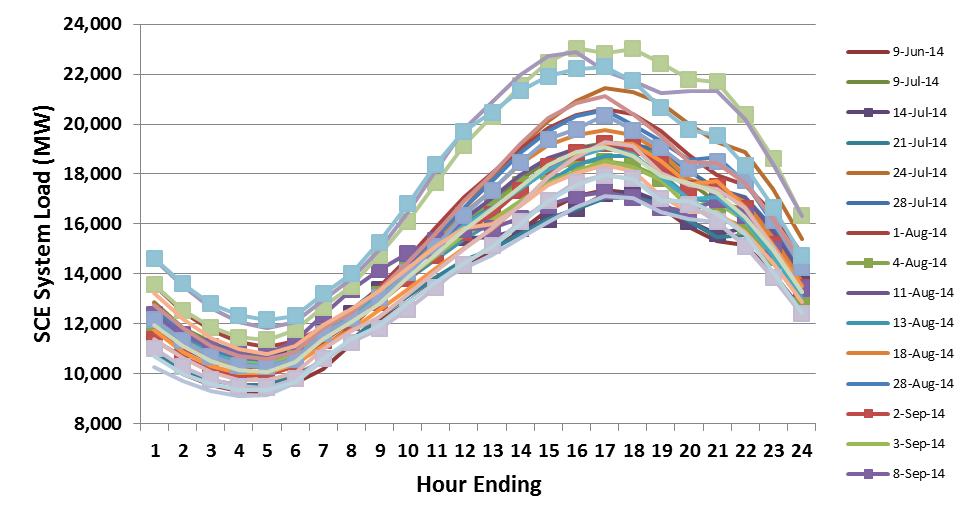 24,000
22,000
20,000
18,000
16,000
14,000
12,000
10,000
8,000
SCE System Load (MW)
1 2 3 4 5 6 7 8 9 10 11 12 13 14 15 16 17 18 19 20 21 22 23 24
Hour Ending
9-Jun-14
9-Jul-14
14-Jul-14
21-Jul-14
24-Jul-14
28-Jul-14
1-Aug-14
4-Aug-14
11-Aug-14
13-Aug-14
18-Aug-14
28-Aug-14
2-Sep-14
3-Sep-14
8-Sep-14